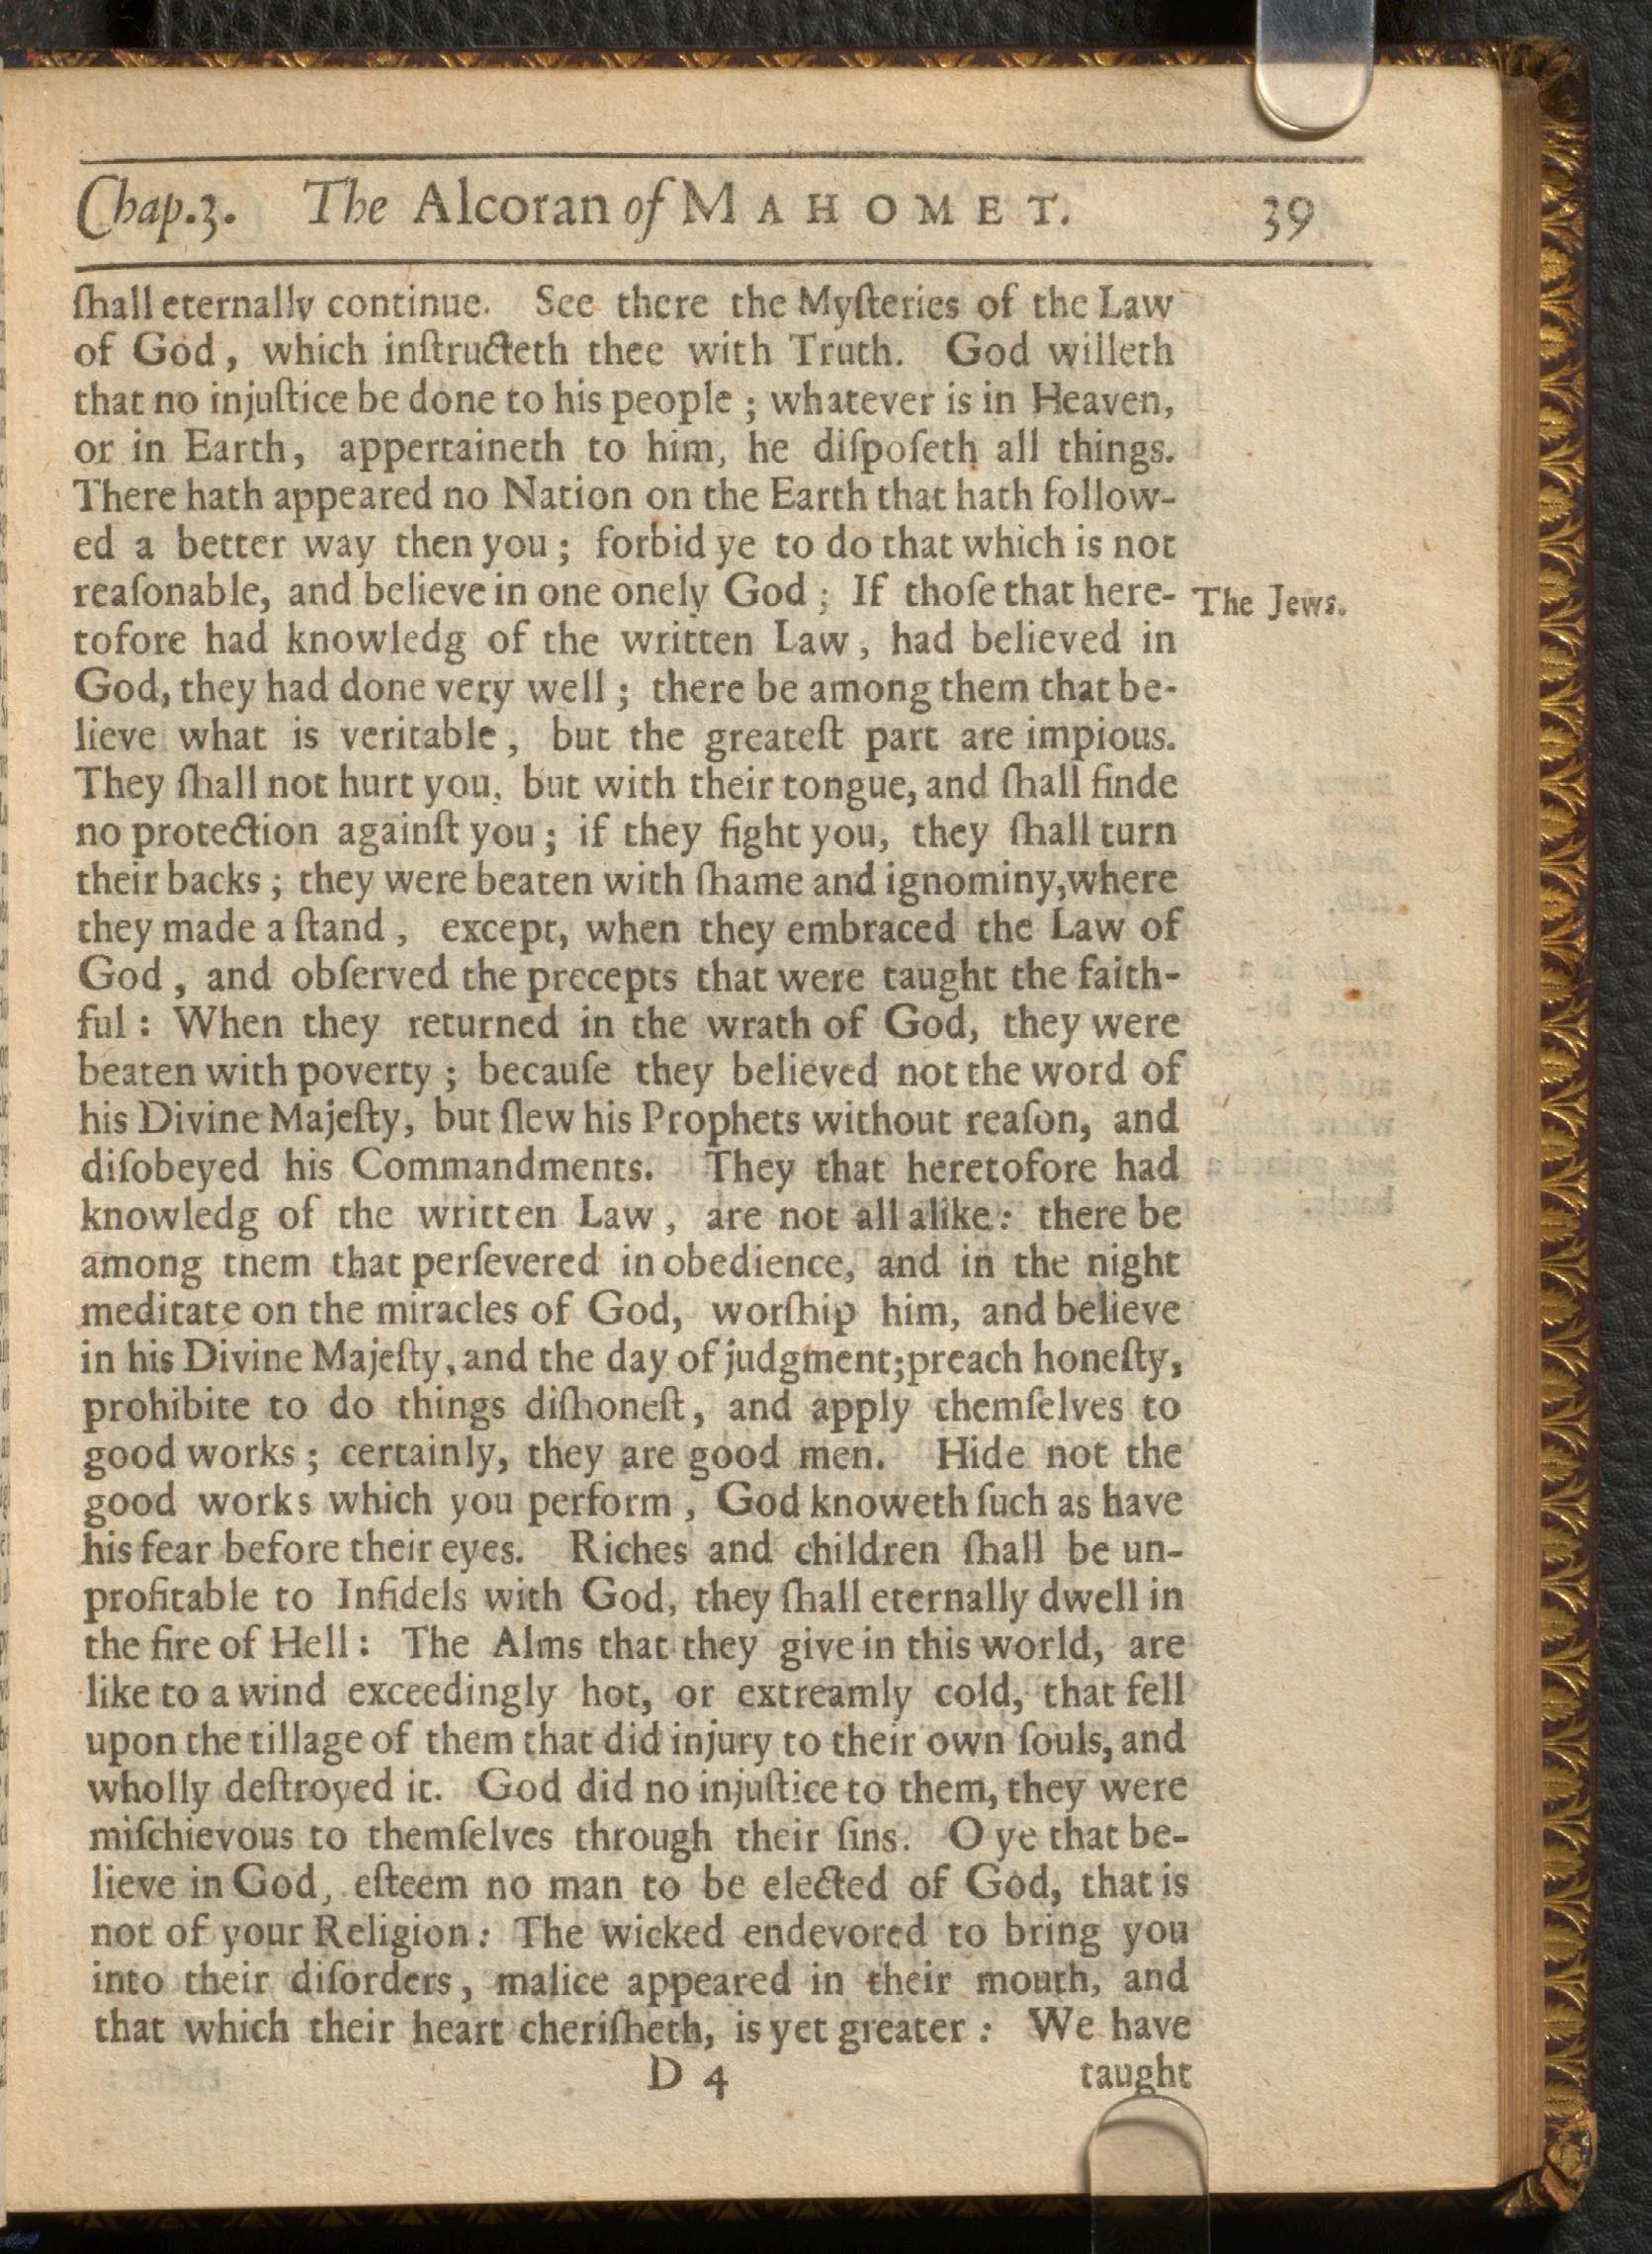 Chap.3. The Alcoran of MAHOMET. 39
ſhall eternally continue. See there the Myſteries of the Law
of God, which inſtructeth thee with Truth. God willeth
that no injuſtice be done to his people ; whatever is in Heaven,
or in Earth, appertaineth to him, he diſpoſeth all things.
There hath appeared no Nation on the Earth that hath follow-
ed a better way then you ; forbid ye to do that which is not
reaſonable, and believe in one onely God ; If thoſe that here-
The Jews.
tofore had knowledg of the written Law, had believed in
God, they had done very well ; there be among them that be-
lieve what is veritable, but the greateſt part are impious.
They ſhall not hurt you, but with their tongue, and ſhall finde
no protection againſt you ; if they fight you, they ſhall turn
their backs ; they were beaten with ſhame and ignominy,where
they made a ſtand, except, when they embraced the Law of
God, and obſerved the precepts that were taught the faith-
ful : When they returned in the wrath of God, they were
beaten with poverty ; becauſe they believed not the word of
his Divine Majeſty, but ſlew his Prophets without reaſon, and
diſobeyed his Commandments. They that heretofore had
knowledg of the written Law, are not all alike : there be
among tnem that perſevered in obedience, and in the night
meditate on the miracles of God, worſhip him, and believe
in his Divine Majeſty, and the day of judgment;preach honeſty,
prohibite to do things diſhoneſt, and apply themſelves to
good works ; certainly, they are good men. Hide not the
good works which you perform, God knoweth ſuch as have
his fear before their eyes. Riches and children ſhall be un-
profitable to Infidels with God, they ſhall eternally dwell in
the fire of Hell : The Alms that they give in this world, are
like to a wind exceedingly hot, or extreamly cold, that fell
upon the tillage of them that did injury to their own ſouls, and
wholly deſtroyed it. God did no injuſtice to them, they were
miſchievous to themſelves through their ſins. O ye that be-
lieve in God, eſteem no man to be elected of God, that is
not of your Religion : The wicked endevored to bring you
into their diſorders, malice appeared in their mouth, and
that which their heart cheriſheth, is yet greater : We have
D 4 taught